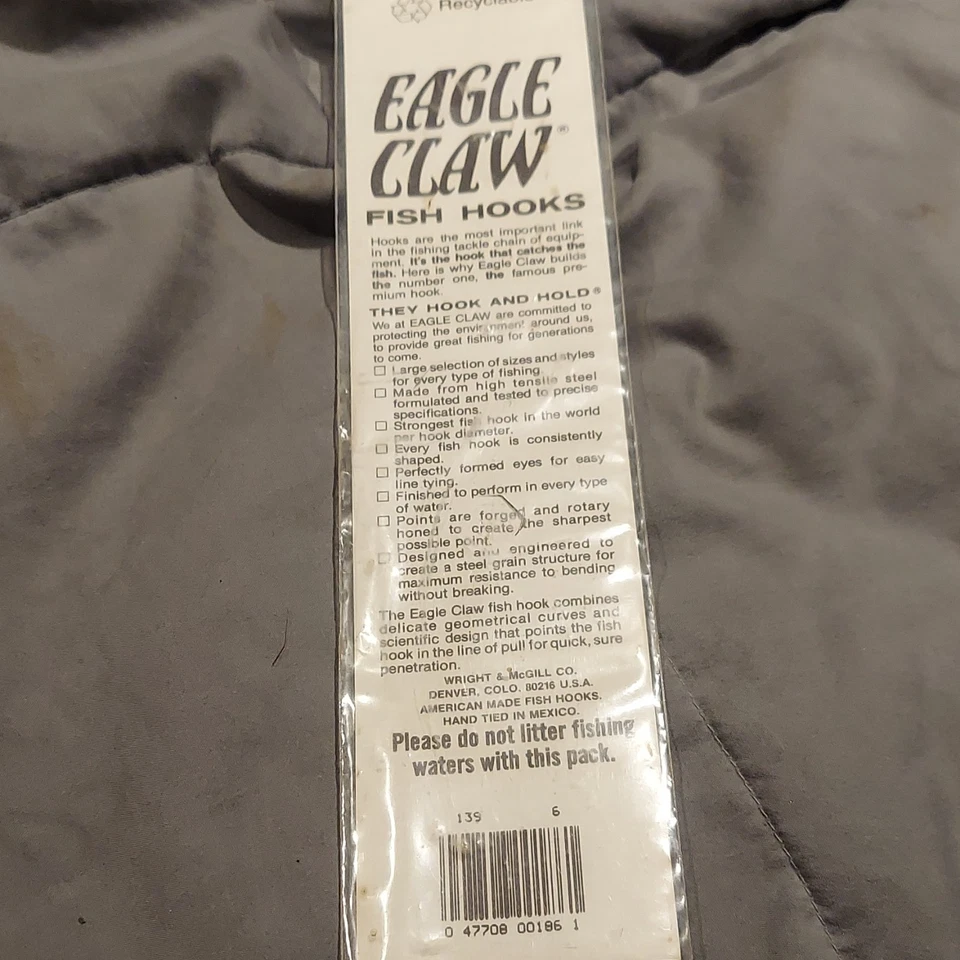 Recyclable
EAGLE
CLAW®
FISH HOOKS
Hooks are the most important link
in the fishing tackle chain of equip-
ment. It's the hook that catches the
fish. Here is why Eagle Claw builds
the number one, the famous pre-
mium hook.
THEY HOOK AND HOLD®
We at EAGLE CLAW are committed to
protecting the environment around us,
to provide great fishing for generations
to come.
☐ Large selection of sizes and styles
for every type of fishing.
☐ Made from high tensile steel
formulated and tested to precise
specifications.
☐ Strongest fish hook in the world
per hook diameter.
☐ Every fish hook is consistently
shaped.
☐ Perfectly formed eyes for easy
line tying.
☐ Finished to perform in every type
of water.
☐ Points are forged and rotary
honed to create the sharpest
possible point.
☐ Designed and engineered to
create a steel grain structure for
maximum resistance to bending
without breaking.
The Eagle Claw fish hook combines
delicate geometrical curves and
scientific design that points the fish
hook in the line of pull for quick, sure
penetration.
WRIGHT & McGILL CO.
DENVER, COLO. 80216 U.S.A.
AMERICAN MADE FISH HOOKS.
HAND TIED IN MEXICO.
Please do not litter fishing
waters with this pack.
139 6
0 47708 00186 1